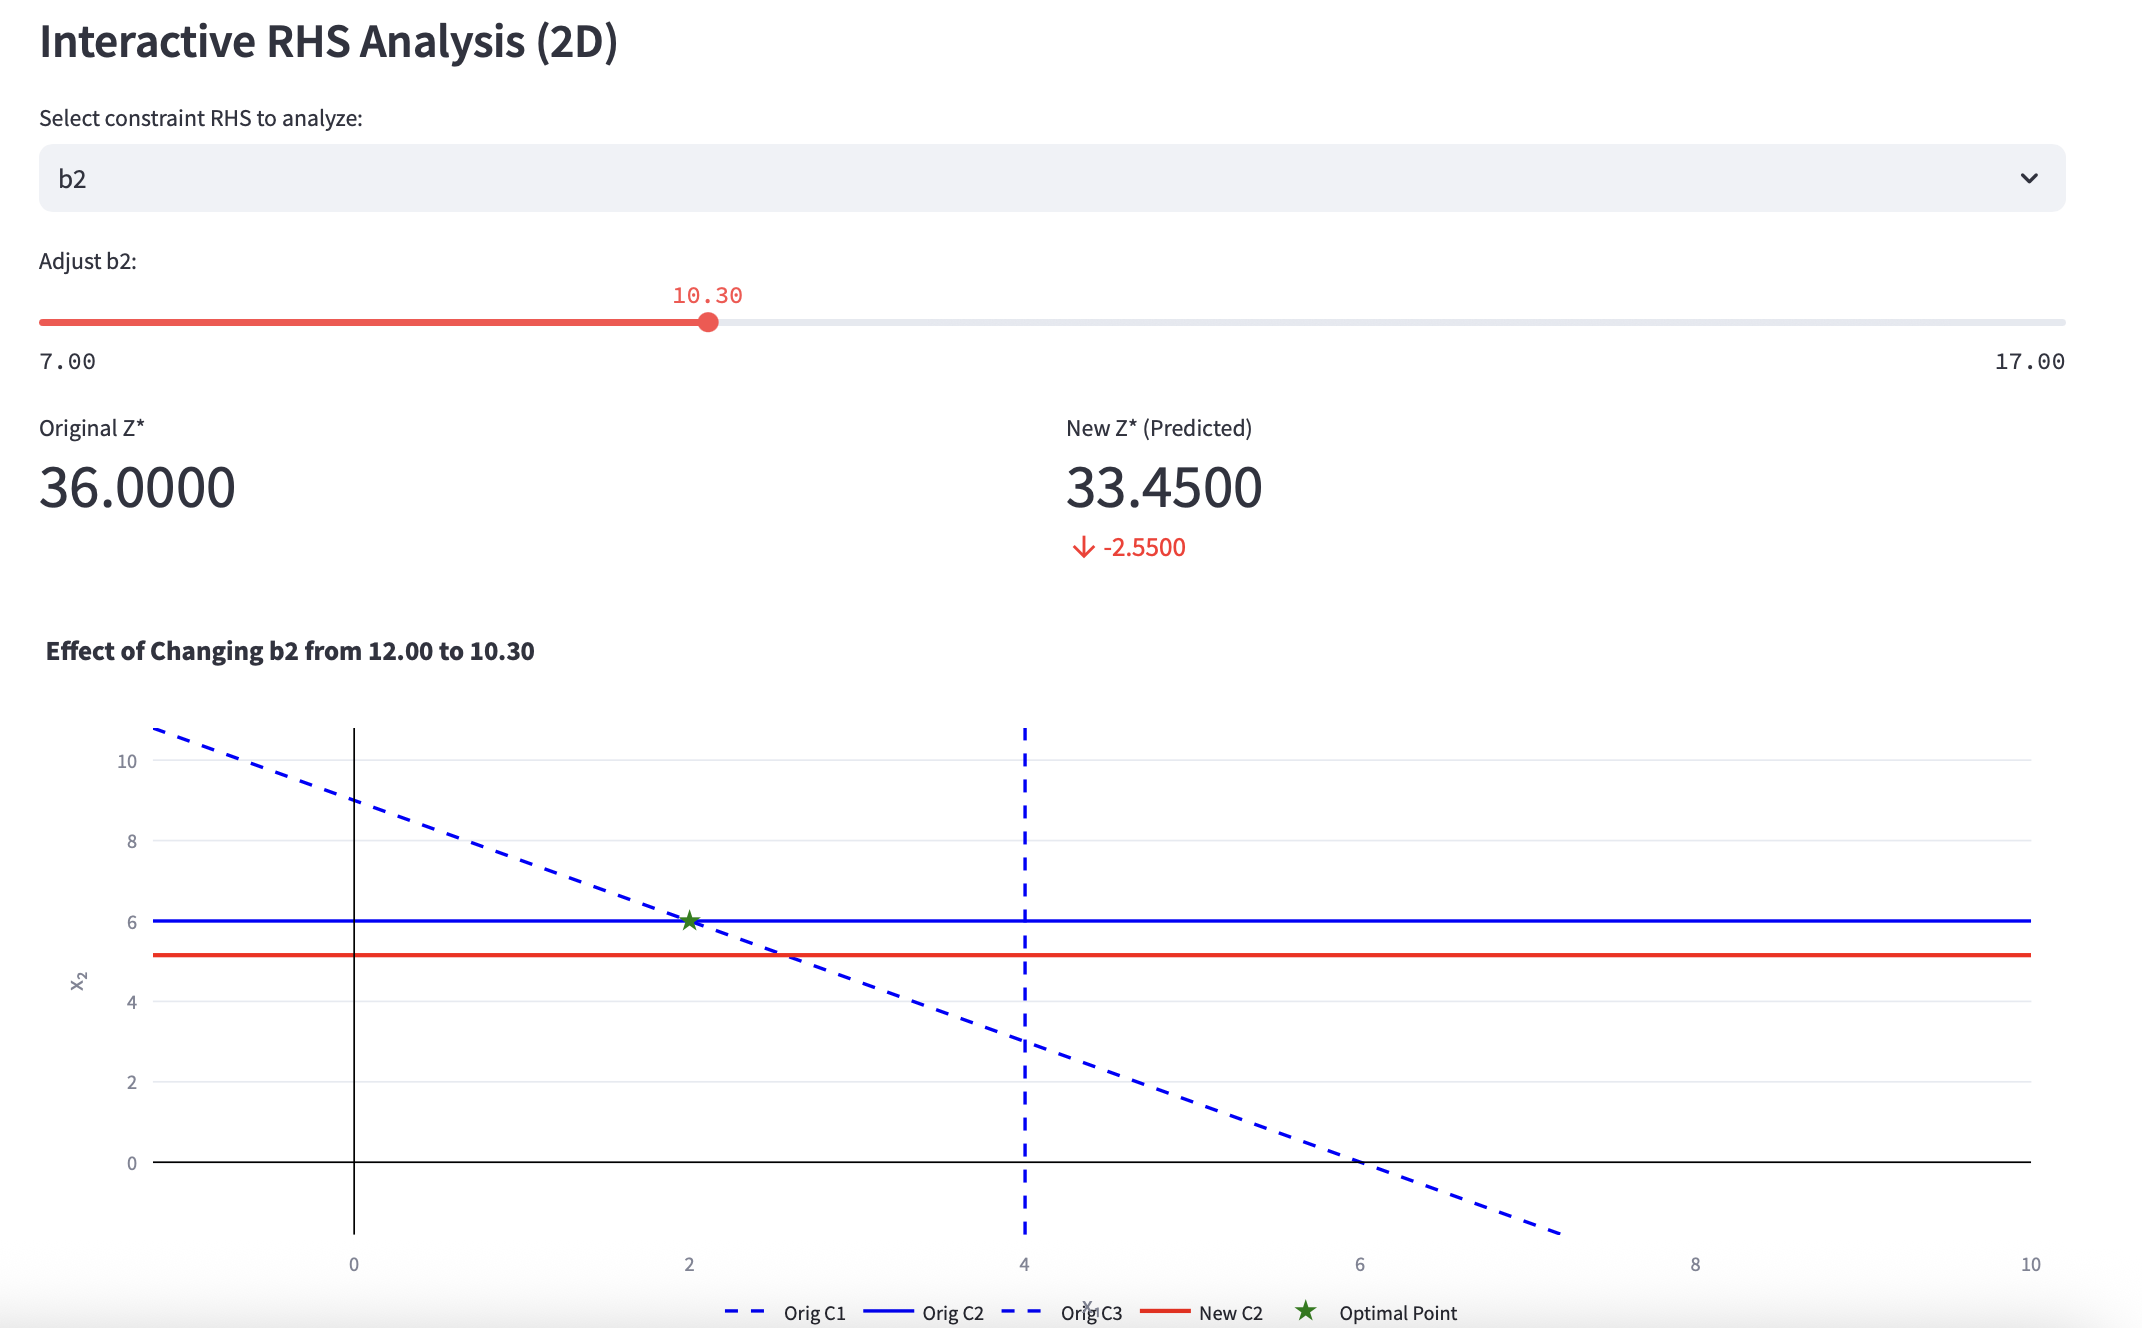 Interactive RHS Analysis (2D)
Select constraint RHS to analyze:
b2
Adjust b2:
10.30
7.00 17.00
Original Z* New Z* (Predicted)
36.0000 33.4500
↓ -2.5500
Effect of Changing b2 from 12.00 to 10.30
10
8
6
4
2
0
x₂
0 2 4 6 8 10
x₁
Orig C1 Orig C2 Orig C3 New C2 Optimal Point